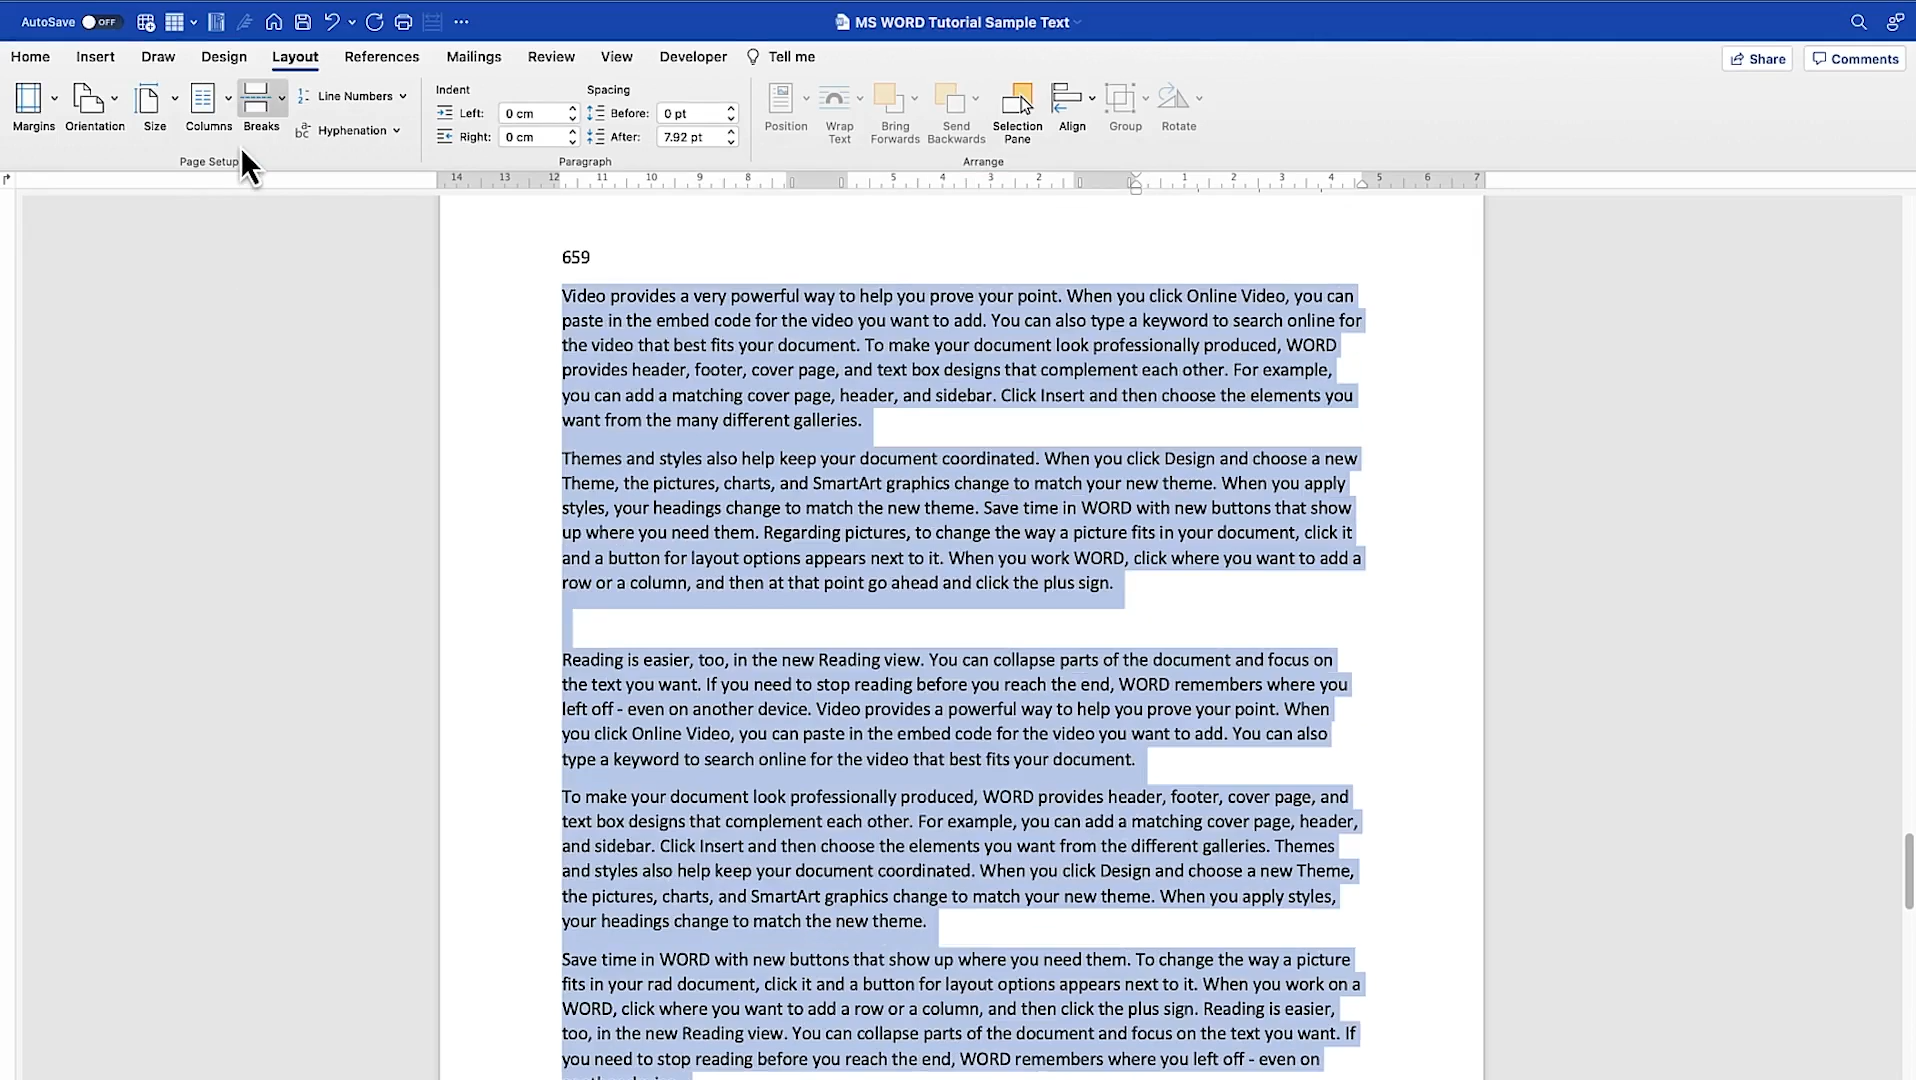 AutoSave OFF
MS WORD Tutorial Sample Text
Home Insert Draw Design Layout References Mailings Review View Developer Tell me Share Comments
Margins Orientation Size Columns Breaks
Line Numbers
Hyphenation
Page Setup
Indent
Left: 0 cm
Right: 0 cm
Spacing
Before: 0 pt
After: 7.92 pt
Paragraph
Position Wrap Text Bring Forwards Send Backwards Selection Pane Align Group Rotate
Arrange
14 13 12 11 10 9 8 5 4 3 2 1 2 3 4 5 6 7
659
Video provides a very powerful way to help you prove your point. When you click Online Video, you can
paste in the embed code for the video you want to add. You can also type a keyword to search online for
the video that best fits your document. To make your document look professionally produced, WORD
provides header, footer, cover page, and text box designs that complement each other. For example,
you can add a matching cover page, header, and sidebar. Click Insert and then choose the elements you
want from the many different galleries.
Themes and styles also help keep your document coordinated. When you click Design and choose a new
Theme, the pictures, charts, and SmartArt graphics change to match your new theme. When you apply
styles, your headings change to match the new theme. Save time in WORD with new buttons that show
up where you need them. Regarding pictures, to change the way a picture fits in your document, click it
and a button for layout options appears next to it. When you work WORD, click where you want to add a
row or a column, and then at that point go ahead and click the plus sign.
Reading is easier, too, in the new Reading view. You can collapse parts of the document and focus on
the text you want. If you need to stop reading before you reach the end, WORD remembers where you
left off - even on another device. Video provides a powerful way to help you prove your point. When
you click Online Video, you can paste in the embed code for the video you want to add. You can also
type a keyword to search online for the video that best fits your document.
To make your document look professionally produced, WORD provides header, footer, cover page, and
text box designs that complement each other. For example, you can add a matching cover page, header,
and sidebar. Click Insert and then choose the elements you want from the different galleries. Themes
and styles also help keep your document coordinated. When you click Design and choose a new Theme,
the pictures, charts, and SmartArt graphics change to match your new theme. When you apply styles,
your headings change to match the new theme.
Save time in WORD with new buttons that show up where you need them. To change the way a picture
fits in your rad document, click it and a button for layout options appears next to it. When you work on a
WORD, click where you want to add a row or a column, and then click the plus sign. Reading is easier,
too, in the new Reading view. You can collapse parts of the document and focus on the text you want. If
you need to stop reading before you reach the end, WORD remembers where you left off - even on